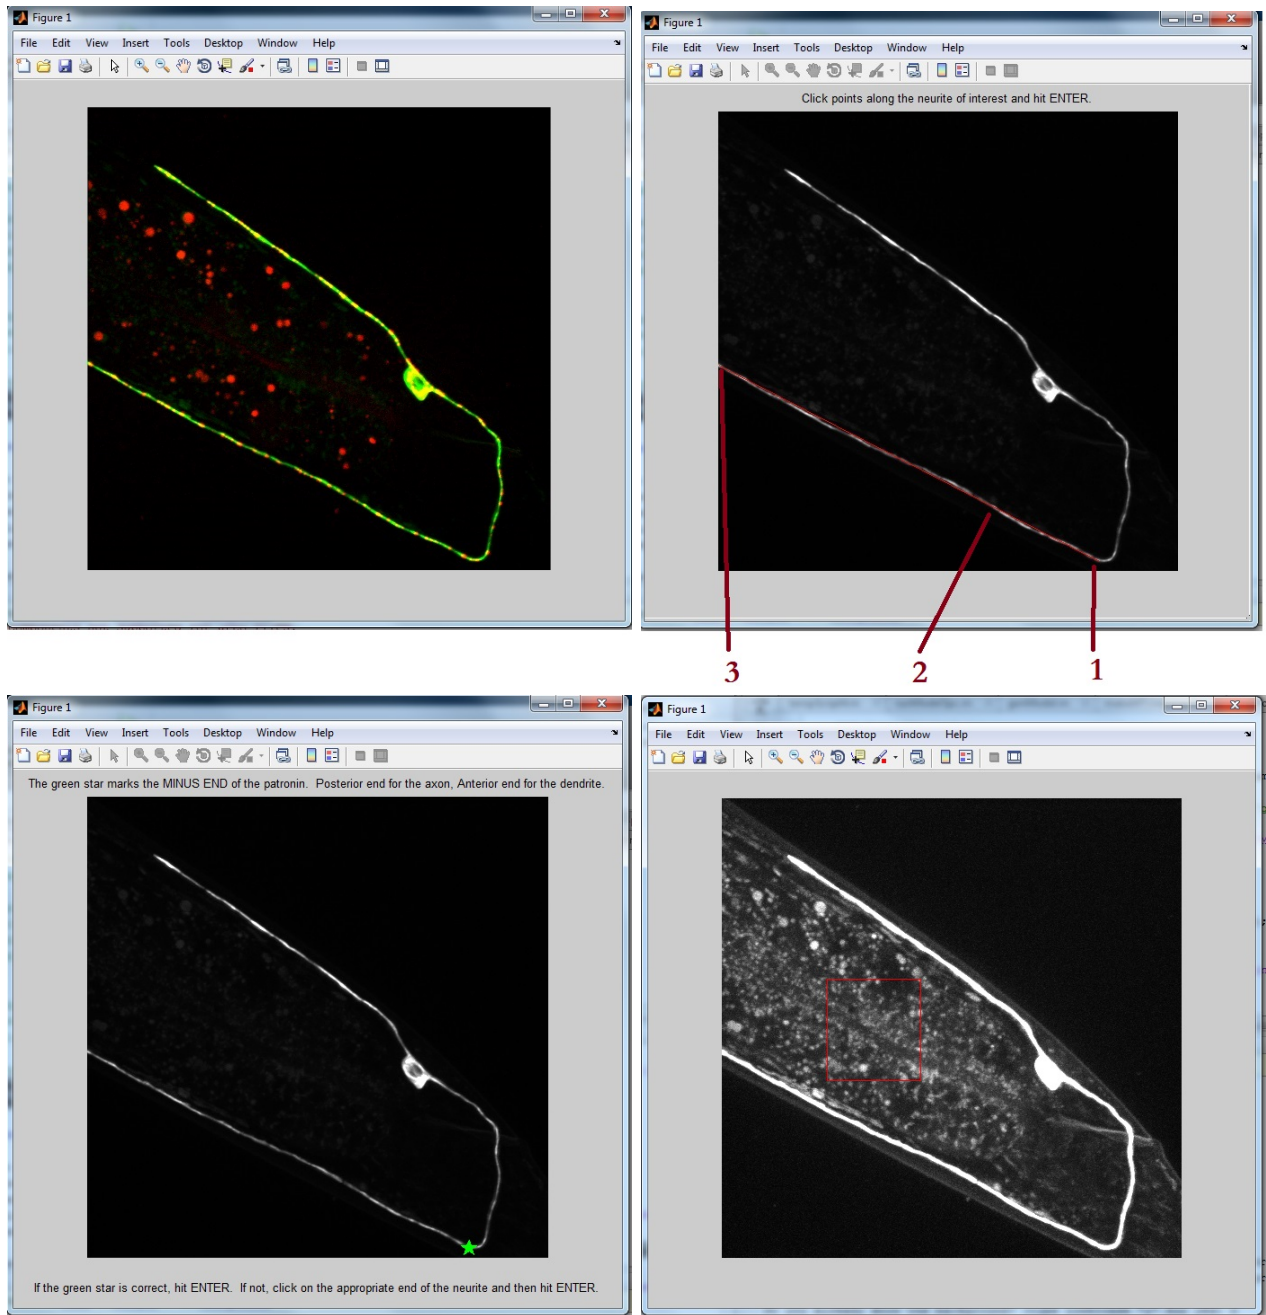 Figure 1
File Edit View Insert Tools Desktop Window Help
Figure 1
File Edit View Insert Tools Desktop Window Help
Click points along the neurite of interest and hit ENTER.
3
2
1
Figure 1
File Edit View Insert Tools Desktop Window Help
The green star marks the MINUS END of the patronin. Posterior end for the axon, Anterior end for the dendrite.
If the green star is correct, hit ENTER. If not, click on the appropriate end of the neurite and then hit ENTER.
Figure 1
File Edit View Insert Tools Desktop Window Help